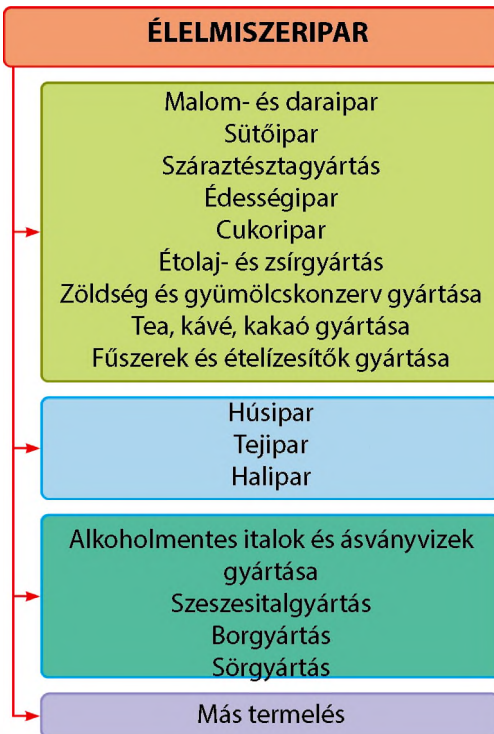 ÉLELMISZERIPAR
Malom- és daraipar
Sütőipar
Száraztésztagyártás
Édességipar
Cukoripar
Étolaj- és zsírgyártás
Zöldség és gyümölcskonzerv gyártása
Tea, kávé, kakaó gyártása
Fűszerek és ételízesítők gyártása
Húsipar
Tejipar
Halipar
Alkoholmentes italok és ásványvizek
gyártása
Szeszesitalgyártás
Borgyártás
Sörgyártás
Más termelés